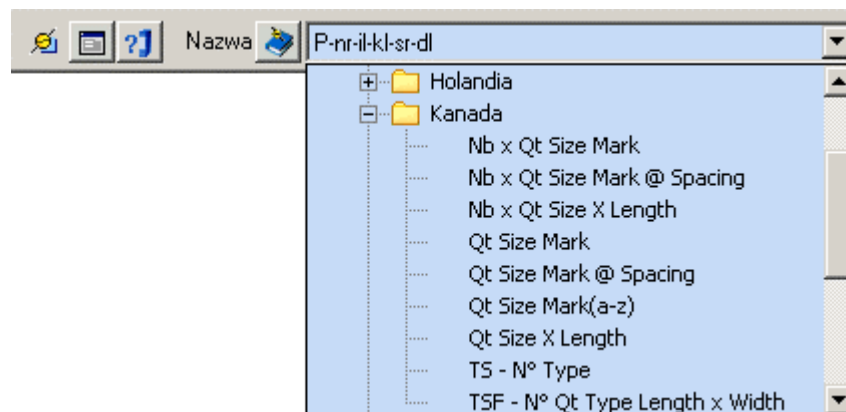 Nazwa P-nr-il-kl-sr-dl
Holandia
Kanada
Nb x Qt Size Mark
Nb x Qt Size Mark @ Spacing
Nb x Qt Size X Length
Qt Size Mark
Qt Size Mark @ Spacing
Qt Size Mark(a-z)
Qt Size X Length
TS - N° Type
TSF - N° Qt Type Length x Width